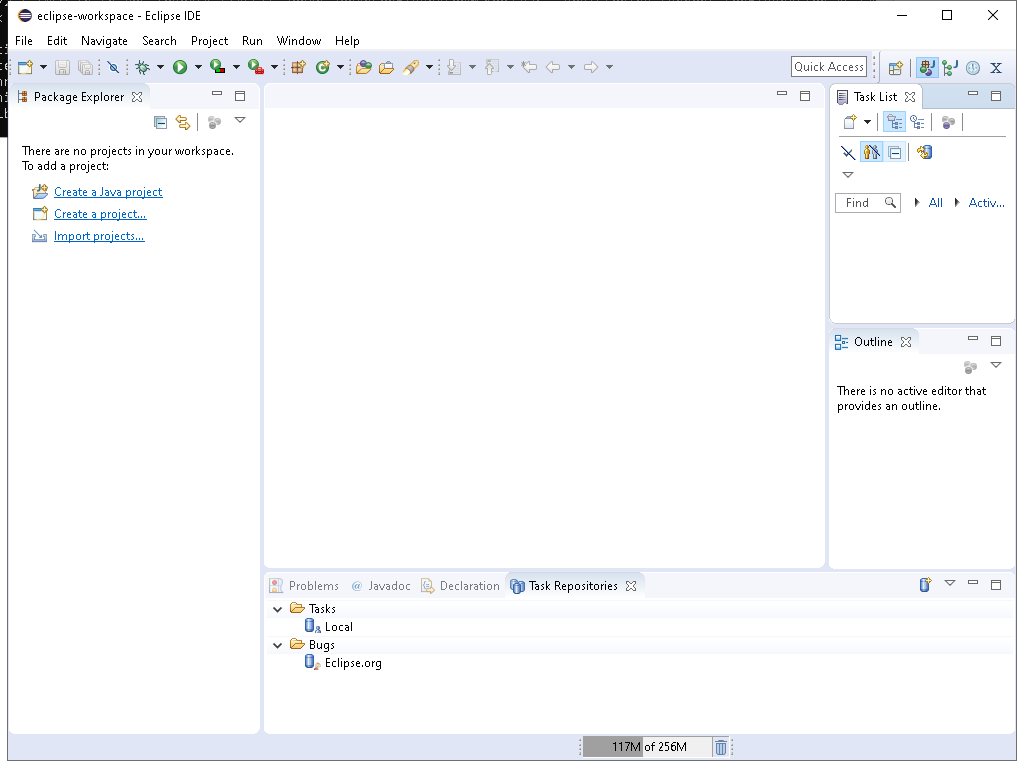 eclipse-workspace - Eclipse IDE
File Edit Navigate Search Project Run Window Help
Quick Access
Package Explorer
There are no projects in your workspace.
To add a project:
Create a Java project
Create a project...
Import projects...
Task List
Find All Activ...
Outline
There is no active editor that
provides an outline.
Problems @ Javadoc Declaration Task Repositories
Tasks
Local
Bugs
Eclipse.org
117M of 256M